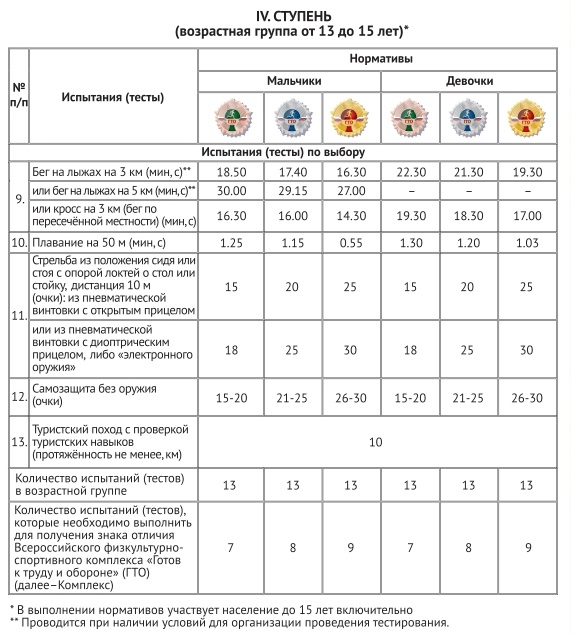 IV. СТУПЕНЬ
(возрастная группа от 13 до 15 лет)*
№ п/п
Испытания (тесты)
Нормативы
Мальчики
Девочки
ГТО ГТО ГТО ГТО ГТО ГТО
Испытания (тесты) по выбору
9.
Бег на лыжах на 3 км (мин, с)** 18.50 17.40 16.30 22.30 21.30 19.30
или бег на лыжах на 5 км (мин,с)** 30.00 29.15 27.00 – – –
или кросс на 3 км (бег по
пересечённой местности) (мин,с) 16.30 16.00 14.30 19.30 18.30 17.00
10. Плавание на 50 м (мин, с) 1.25 1.15 0.55 1.30 1.20 1.03
11.
Стрельба из положения сидя или
стоя с опорой локтей о стол или
стойку, дистанция 10 м
(очки): из пневматической
винтовки с открытым прицелом
15 20 25 15 20 25
или из пневматической
винтовки с диоптрическим
прицелом, либо «электронного
оружия»
18 25 30 18 25 30
12. Самозащита без оружия
(очки) 15-20 21-25 26-30 15-20 21-25 26-30
13. Туристский поход с проверкой
туристских навыков
(протяжённость не менее, км)
10
Количество испытаний (тестов)
в возрастной группе
13 13 13 13 13 13
Количество испытаний (тестов),
которые необходимо выполнить
для получения знака отличия
Всероссийского физкультурно-
спортивного комплекса «Готов
к труду и обороне» (ГТО)
(далее–Комплекс)
7 8 9 7 8 9
* В выполнении нормативов участвует население до 15 лет включительно
** Проводится при наличии условий для организации проведения тестирования.